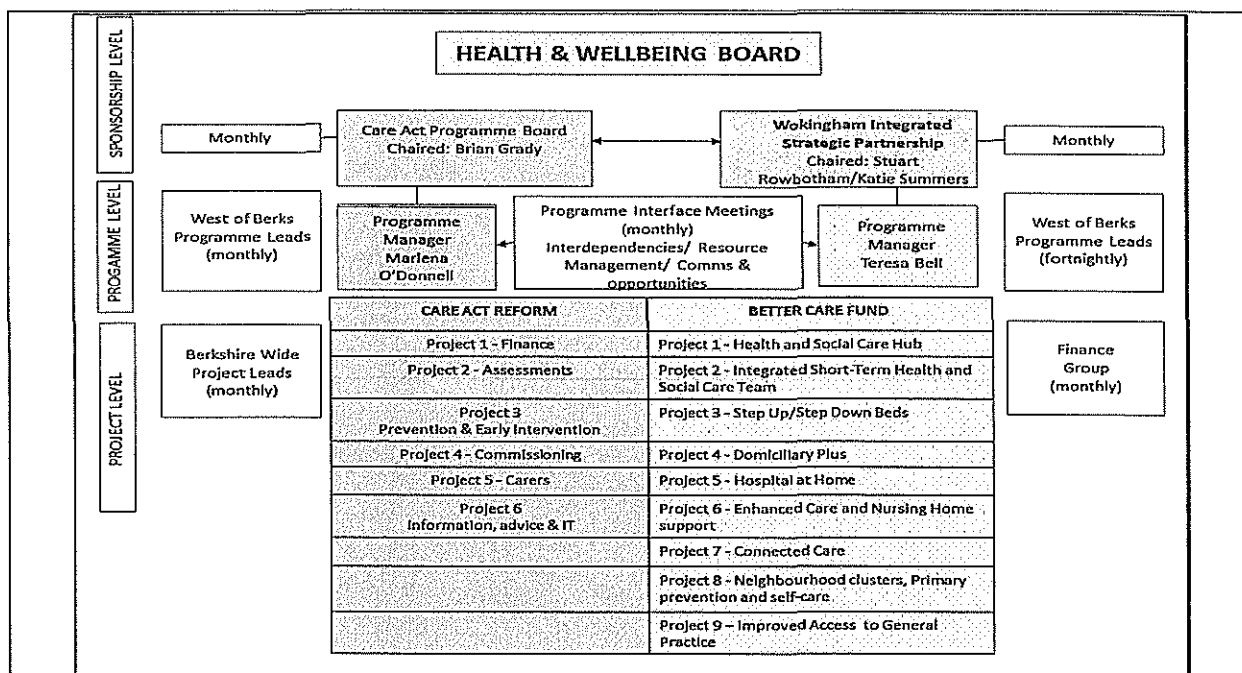 HEALTH & WELLBEING BOARD
SPONSORSHIP LEVEL
Monthly
Care Act Programme Board
Chaired: Brian Grady
Wokingham Integrated
Strategic Partnership
Chaired: Stuart
Rowbotham/Katie Summers
Monthly
PROGAMME LEVEL
West of Berks
Programme Leads
(monthly)
Programme
Manager
Marlena
O'Donnell
Programme Interface Meetings
(monthly)
Interdependencies/ Resource
Management/ Comms &
opportunities
Programme
Manager
Teresa Bell
West of Berks
Programme Leads
(fortnightly)
PROJECT LEVEL
Berkshire Wide
Project Leads
(monthly)
CARE ACT REFORM
BETTER CARE FUND
Project 1 - Finance
Project 1 - Health and Social Care Hub
Project 2 - Assessments
Project 2 - Integrated Short-Term Health and
Social Care Team
Project 3
Prevention & Early Intervention
Project 3 - Step Up/Step Down Beds
Project 4 - Commissioning
Project 4 - Domiciliary Plus
Project 5 - Carers
Project 5 - Hospital at Home
Project 6
Information, advice & IT
Project 6 - Enhanced Care and Nursing Home
support
Project 7 - Connected Care
Project 8 - Neighbourhood clusters, Primary
prevention and self-care
Project 9 – Improved Access to General
Practice
Finance
Group
(monthly)